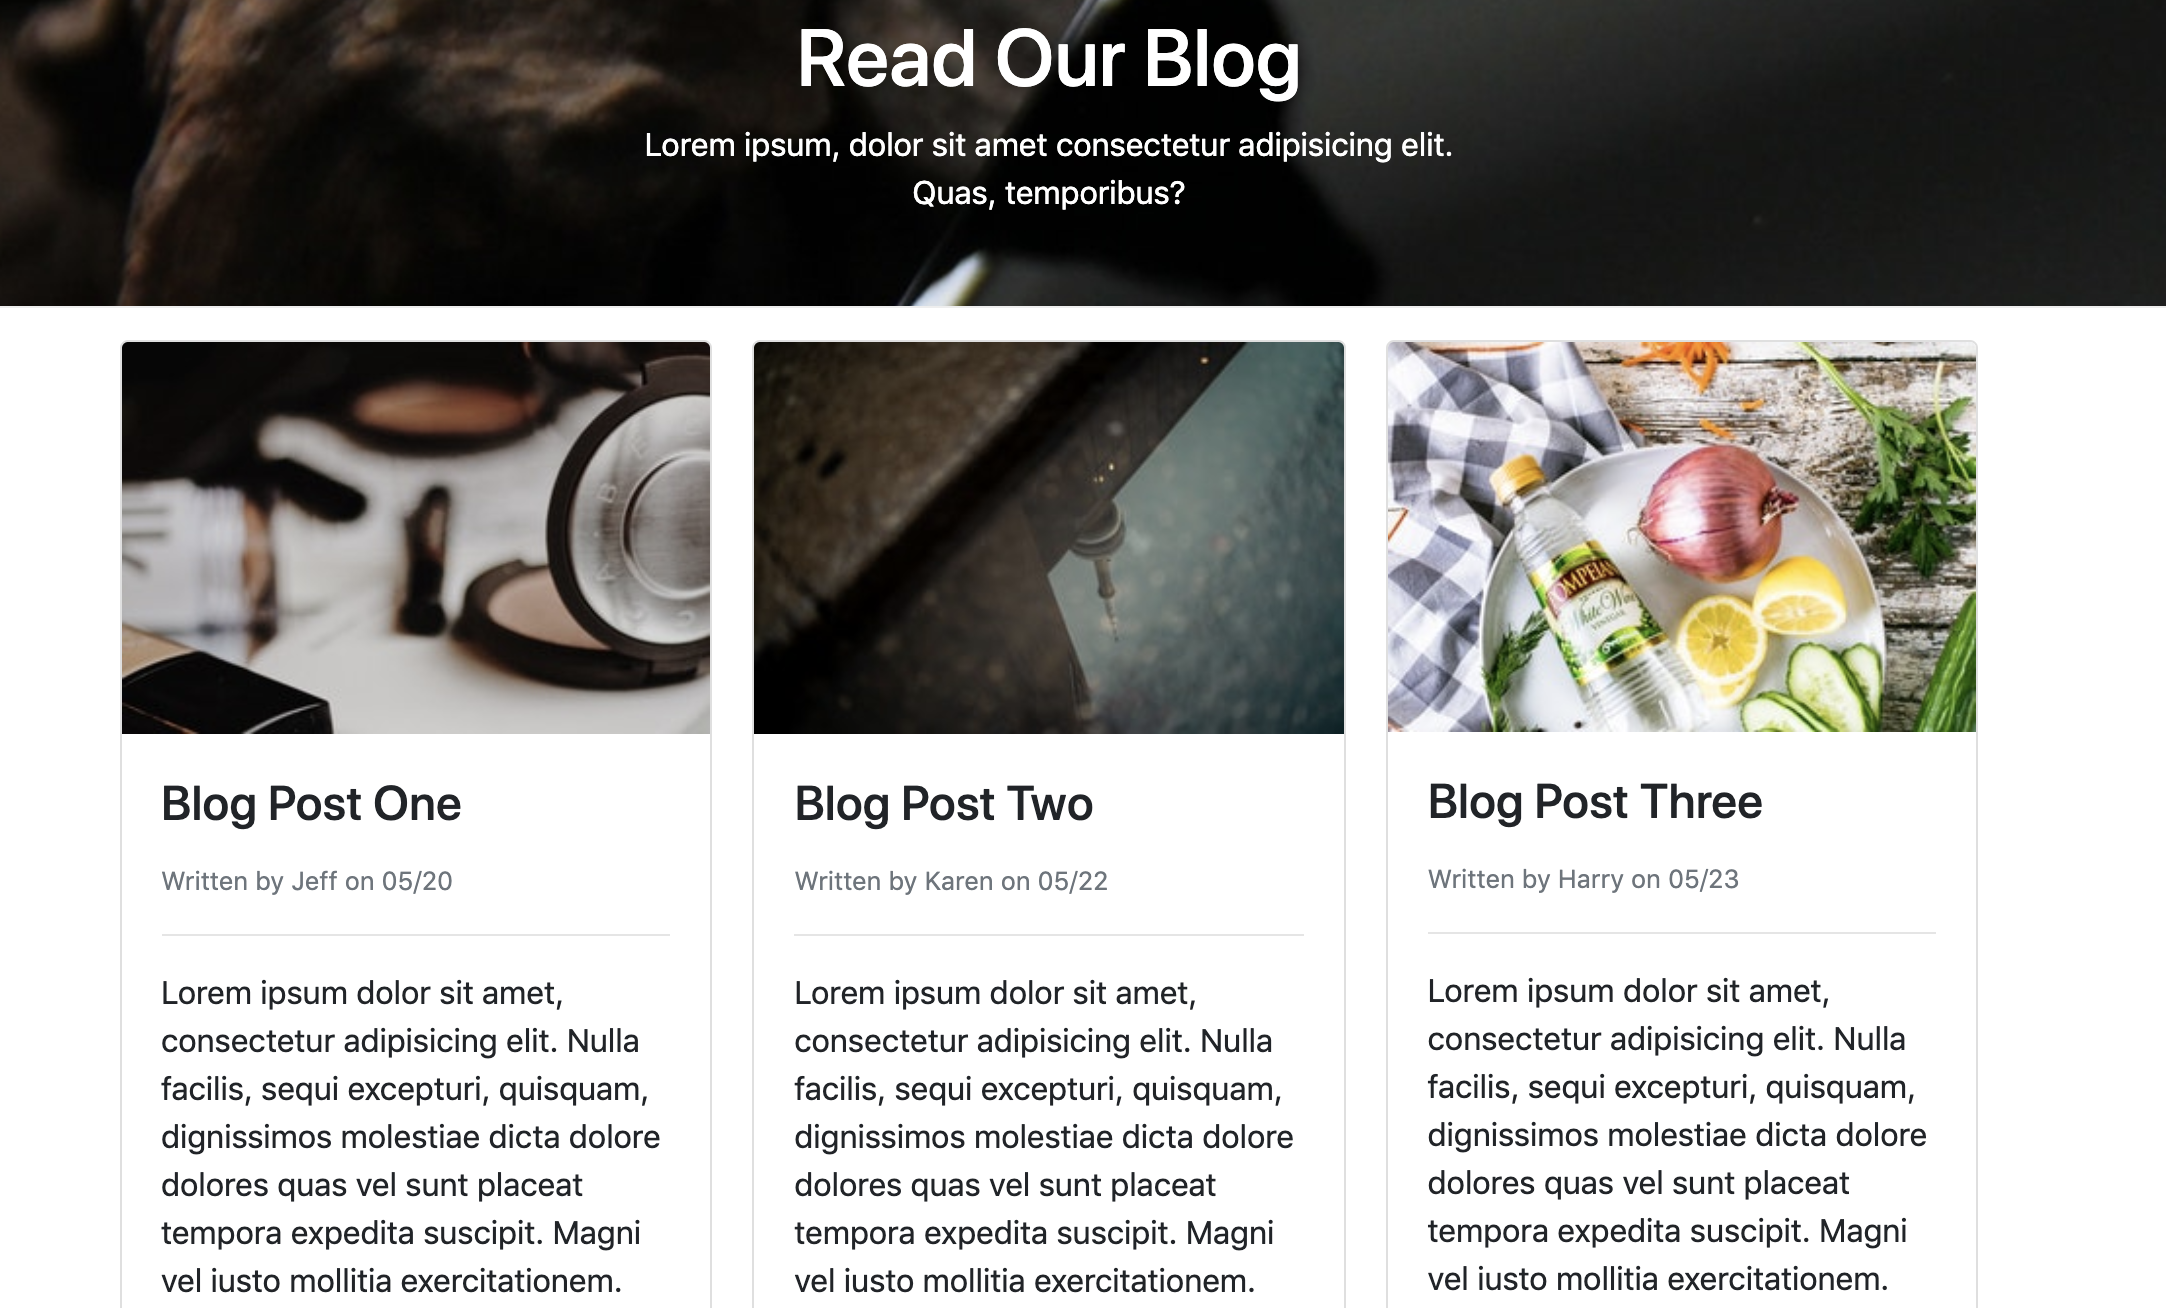 Read Our Blog
Lorem ipsum, dolor sit amet consectetur adipisicing elit.
Quas, temporibus?
Blog Post One
Written by Jeff on 05/20
Lorem ipsum dolor sit amet,
consectetur adipisicing elit. Nulla
facilis, sequi excepturi, quisquam,
dignissimos molestiae dicta dolore
dolores quas vel sunt placeat
tempora expedita suscipit. Magni
vel iusto mollitia exercitationem.
Blog Post Two
Written by Karen on 05/22
Lorem ipsum dolor sit amet,
consectetur adipisicing elit. Nulla
facilis, sequi excepturi, quisquam,
dignissimos molestiae dicta dolore
dolores quas vel sunt placeat
tempora expedita suscipit. Magni
vel iusto mollitia exercitationem.
White Wine
VINEGAR
Blog Post Three
Written by Harry on 05/23
Lorem ipsum dolor sit amet,
consectetur adipisicing elit. Nulla
facilis, sequi excepturi, quisquam,
dignissimos molestiae dicta dolore
dolores quas vel sunt placeat
tempora expedita suscipit. Magni
vel iusto mollitia exercitationem.